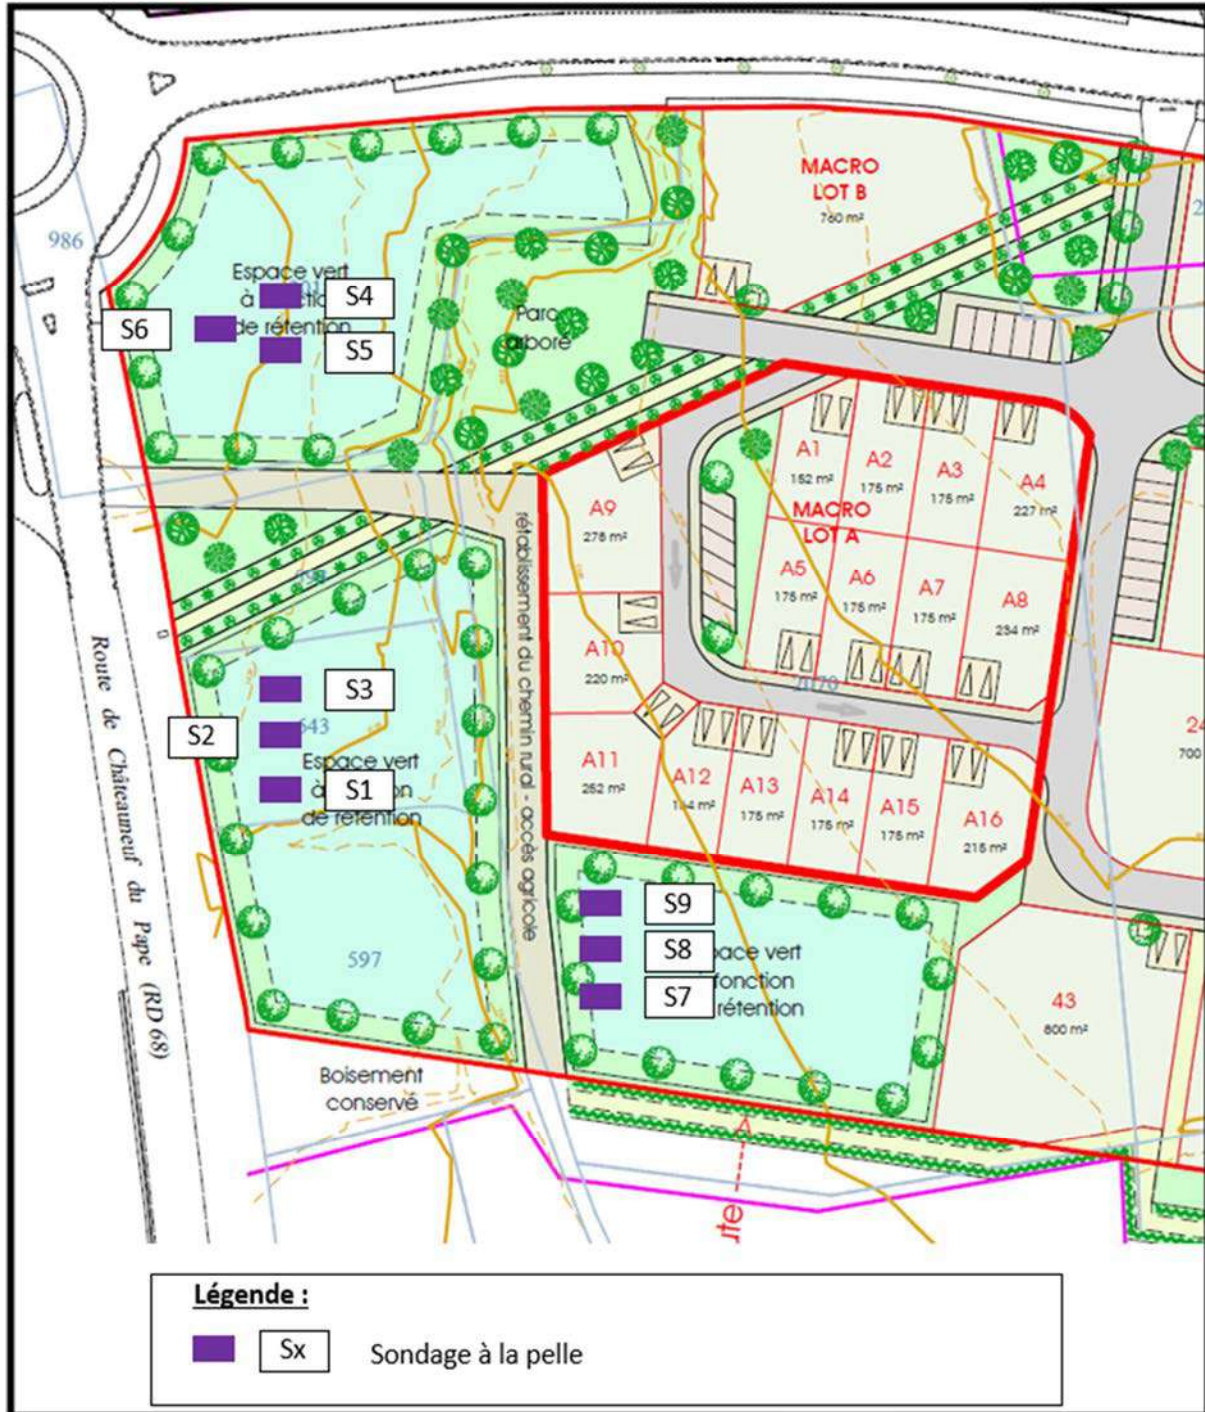 MACRO
LOT B
760 m²
986
Espace vert
à
de rétention
S4
S6
S5
Parc
arboré
A1
152 m²
A2
175 m²
A3
175 m²
A4
227 m²
MACRO
LOT A
A9
278 m²
A5
175 m²
A6
175 m²
A7
175 m²
A8
234 m²
rétablissement du chemin rural - accès agricole
Route de Châteauneuf du Pape (RD 68)
A10
220 m²
S3
S2
643
Espace vert
à
S1
de rétention
A11
252 m²
A12
A13
175 m²
A14
175 m²
A15
175 m²
A16
215 m²
24
700
S9
S8
pace vert
fonction
S7
rétention
597
43
800 m²
Boisement
conservé
Légende :
Sx
Sondage à la pelle